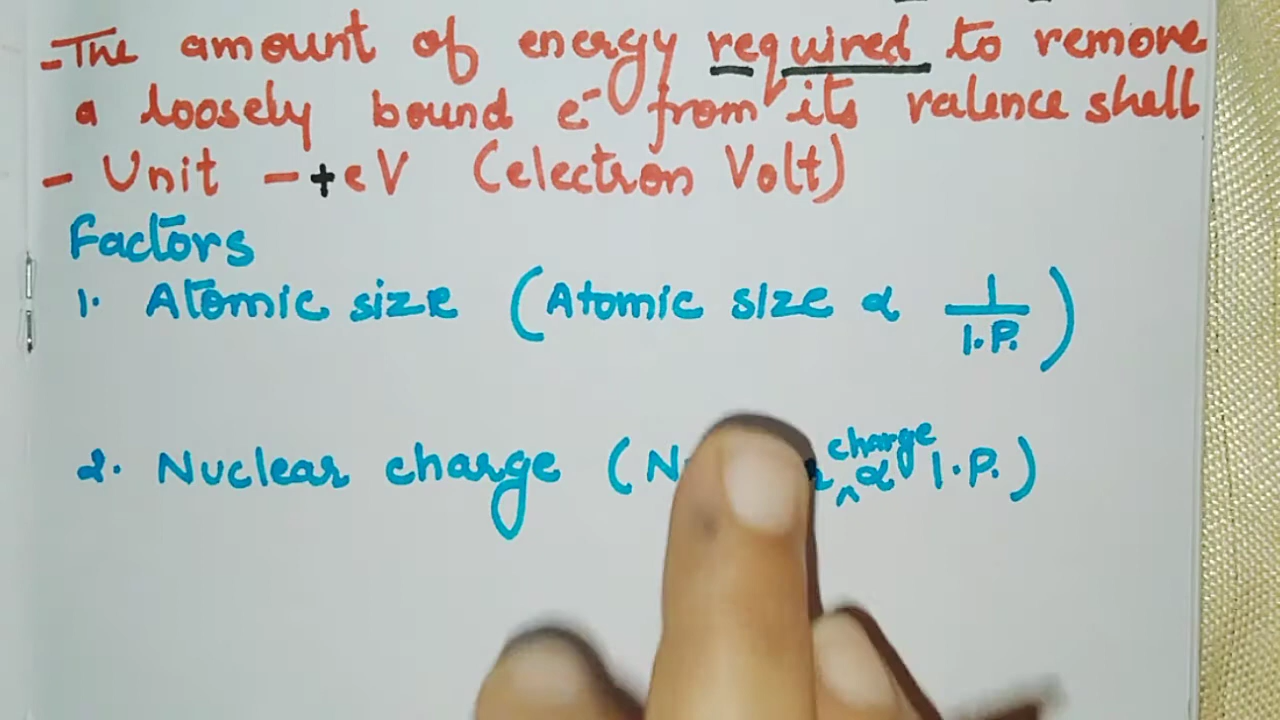 - The amount of energy required to remove
a loosely bound e⁻ from its valence shell
- Unit - +eV (electron Volt)
Factors
1. Atomic size (Atomic size ∝ 1/I.P.)
2. Nuclear charge ( charge ∝ I.P.)